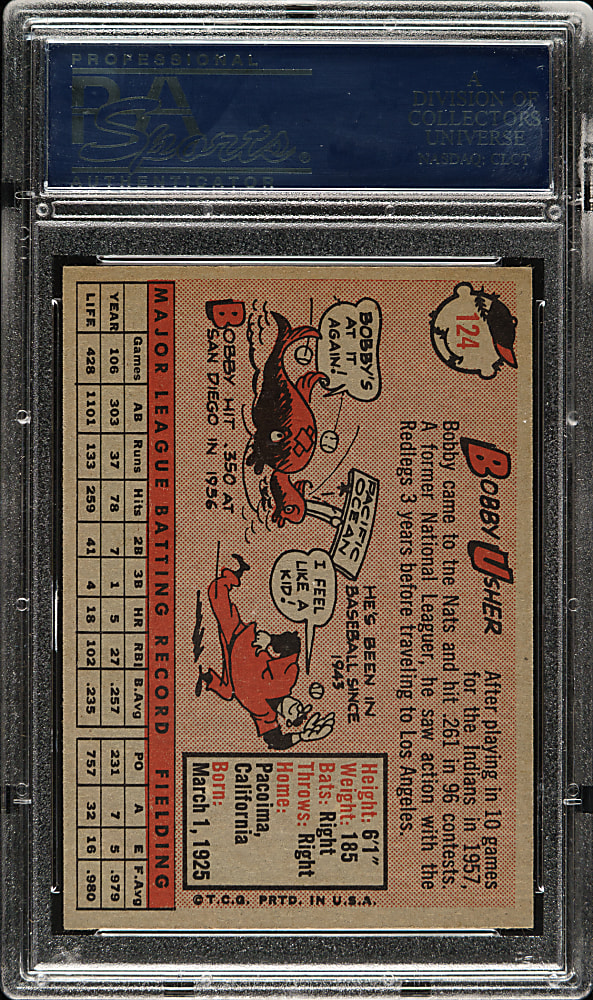 PROFESSIONAL
PSA
Sports.
AUTHENTICATOR
A
DIVISION OF
COLLECTORS
UNIVERSE
NASDAQ: CLCT
124
BOBBY USHER
After playing in 10 games
for the Indians in 1957,
Bobby came to the Nats and hit .261 in 96 contests.
A former National Leaguer, he saw action with the
Redlegs 3 years before traveling to Los Angeles.
BOBBY'S
AT IT
AGAIN!
PACIFIC
OCEAN
BOBBY HIT .350 AT
SAN DIEGO IN 1956
HE'S BEEN IN
BASEBALL SINCE
1943
I FEEL
LIKE A
KID!
Height: 6'1"
Weight: 185
Bats: Right
Throws: Right
Home:
Pacoima,
California
Born:
March 1, 1925
MAJOR LEAGUE BATTING RECORD FIELDING
Games AB Runs Hits 2B 3B HR RBI B.Avg PO A E F.Avg
YEAR 106 303 37 78 7 1 5 27 .257 231 7 5 .979
LIFE 428 1101 133 259 41 4 18 102 .235 757 32 16 .980
©T.C.G. PRTD. IN U.S.A.